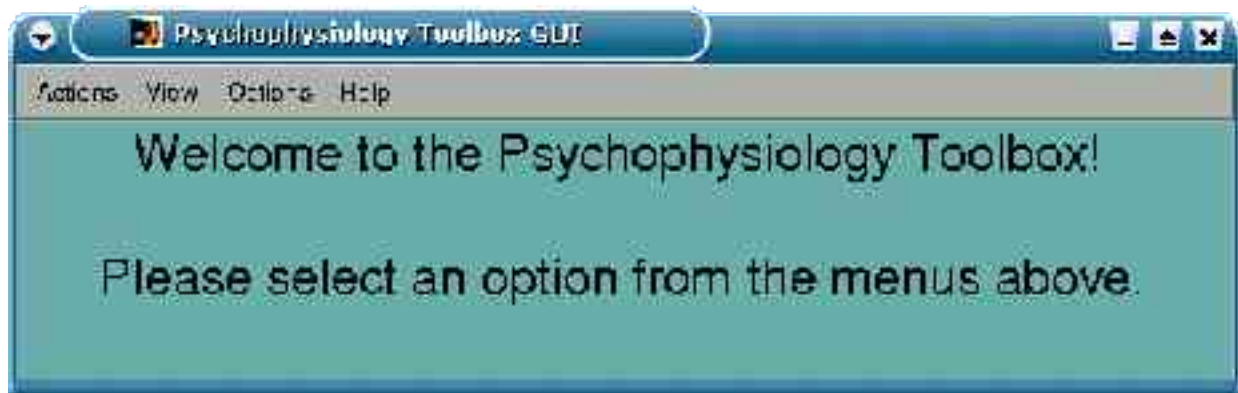 Psychophysiology Toolbox GUI
Actions View Options Help
Welcome to the Psychophysiology Toolbox!
Please select an option from the menus above.